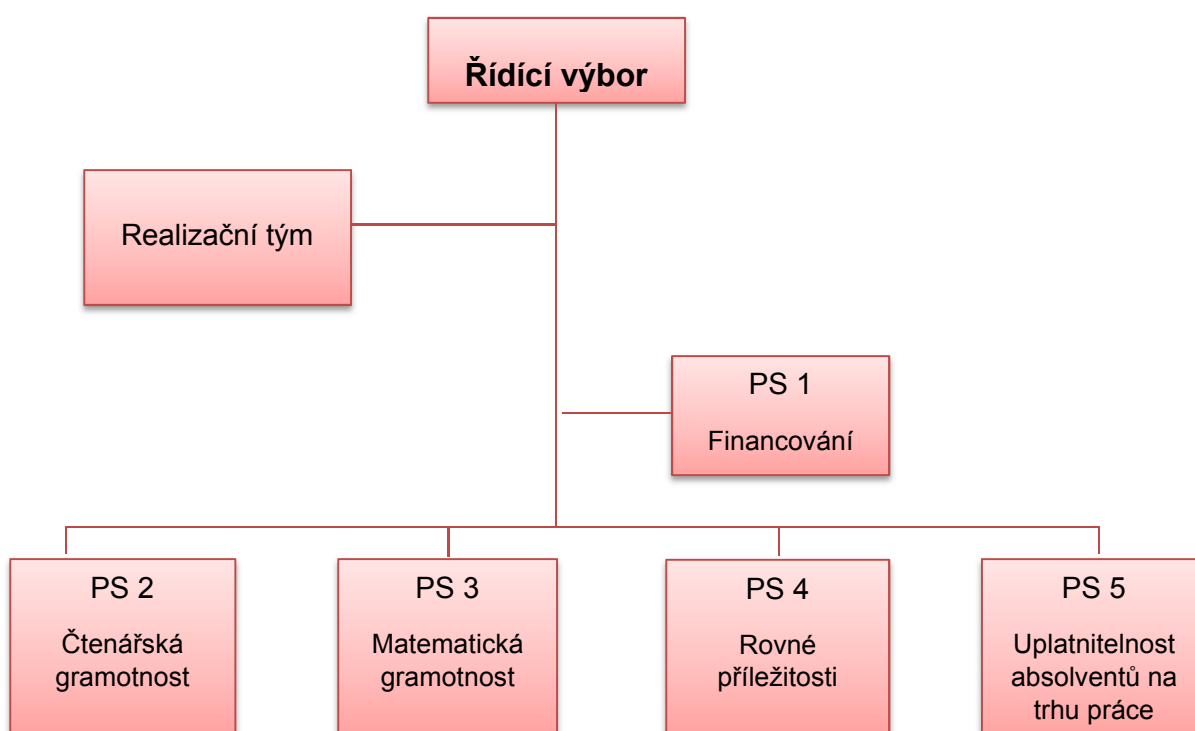 Řídící výbor
Realizační tým
PS 1
Financování
PS 2
Čtenářská
gramotnost
PS 3
Matematická
gramotnost
PS 4
Rovné
příležitosti
PS 5
Uplatnitelnost
absolventů na
trhu práce